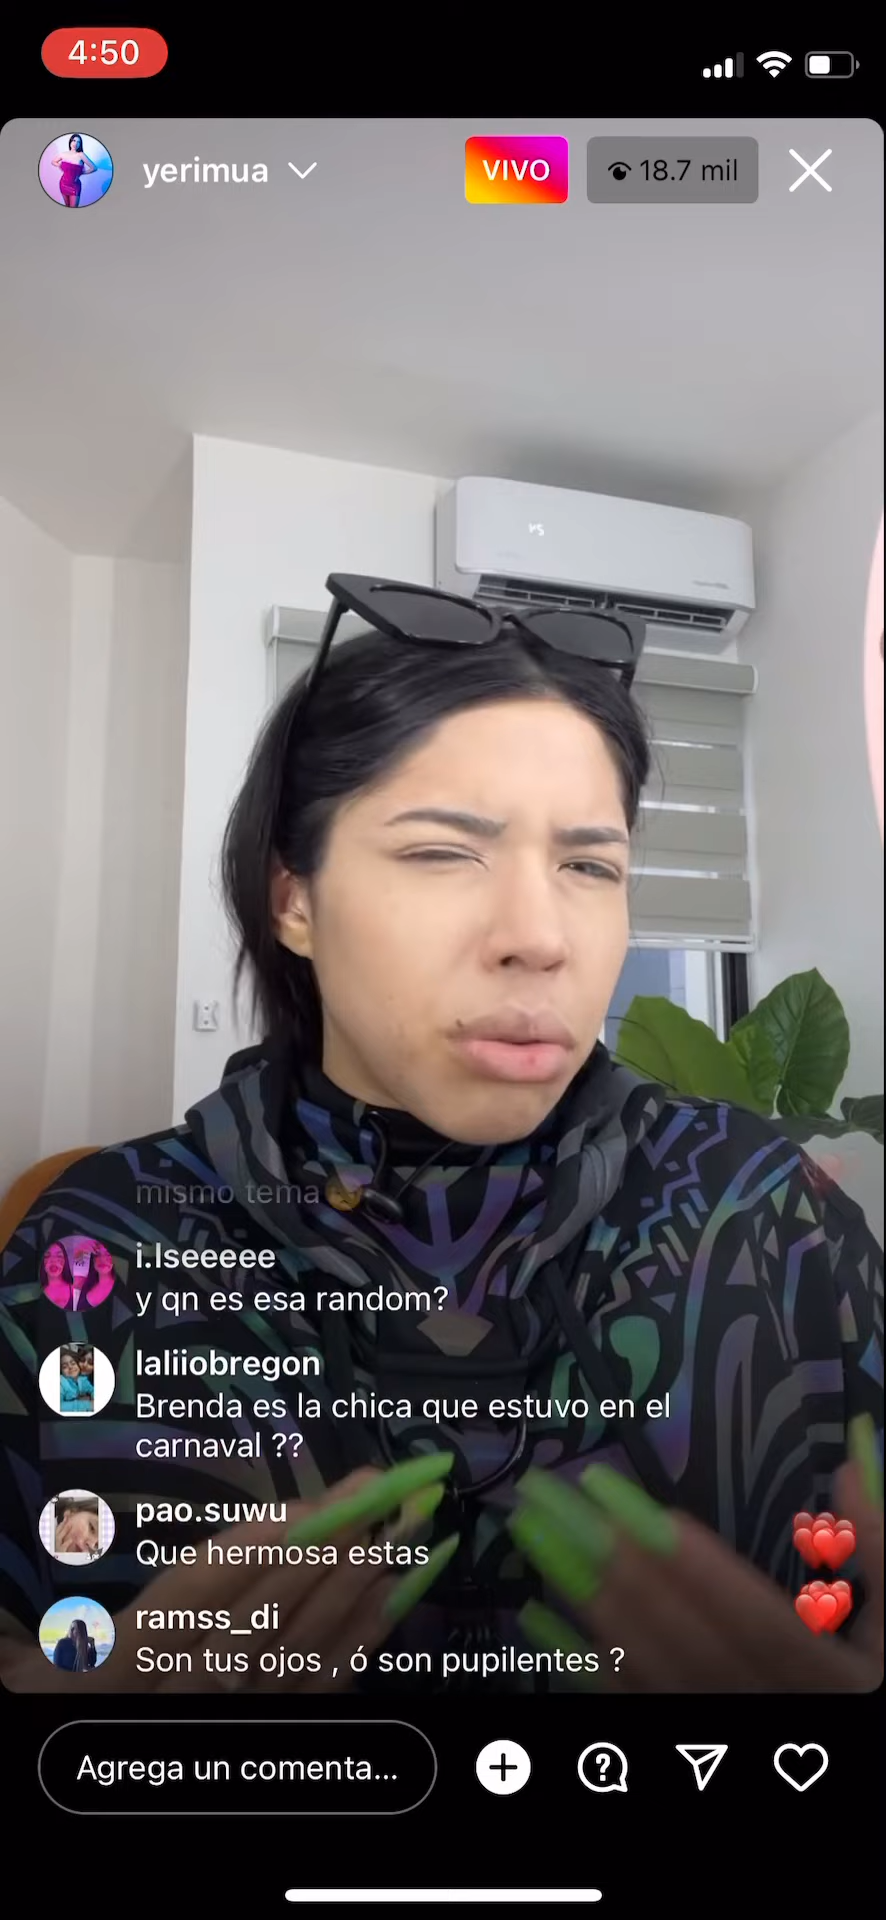 4:50
yerimua
VIVO
18.7 mil
mismo tema
i.lseeeee
y qn es esa random?
laliiobregon
Brenda es la chica que estuvo en el
carnaval ??
pao.suwu
Que hermosa estas
ramss_di
Son tus ojos , ó son pupilentes ?
Agrega un comenta...